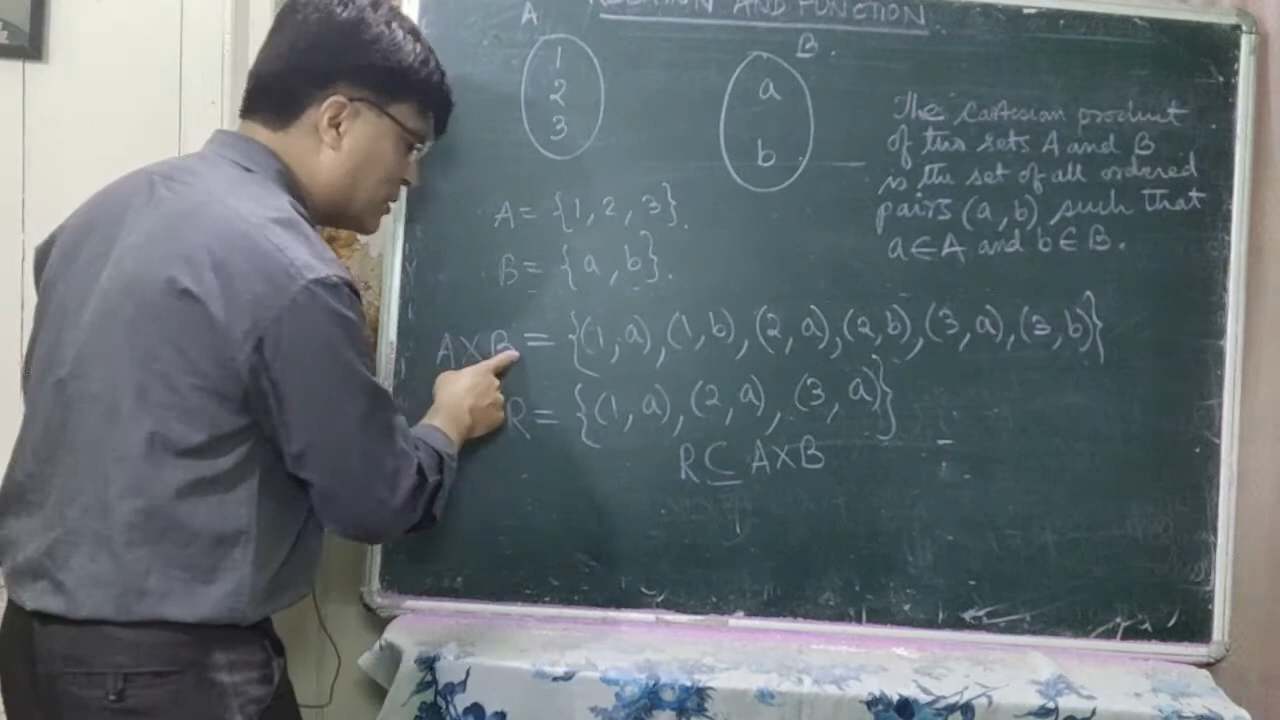 RELATION AND FUNCTION
A
B.
1
2
3
a
b
The Cartesian product
of two sets A and B
is the set of all ordered
pairs (a, b) such that
a ∈ A and b ∈ B.
A = {1, 2, 3}.
B = {a, b}.
A X B = {(1, a), (1, b), (2, a), (2, b), (3, a), (3, b)}
R = {(1, a), (2, a), (3, a)}
R ⊆ A X B